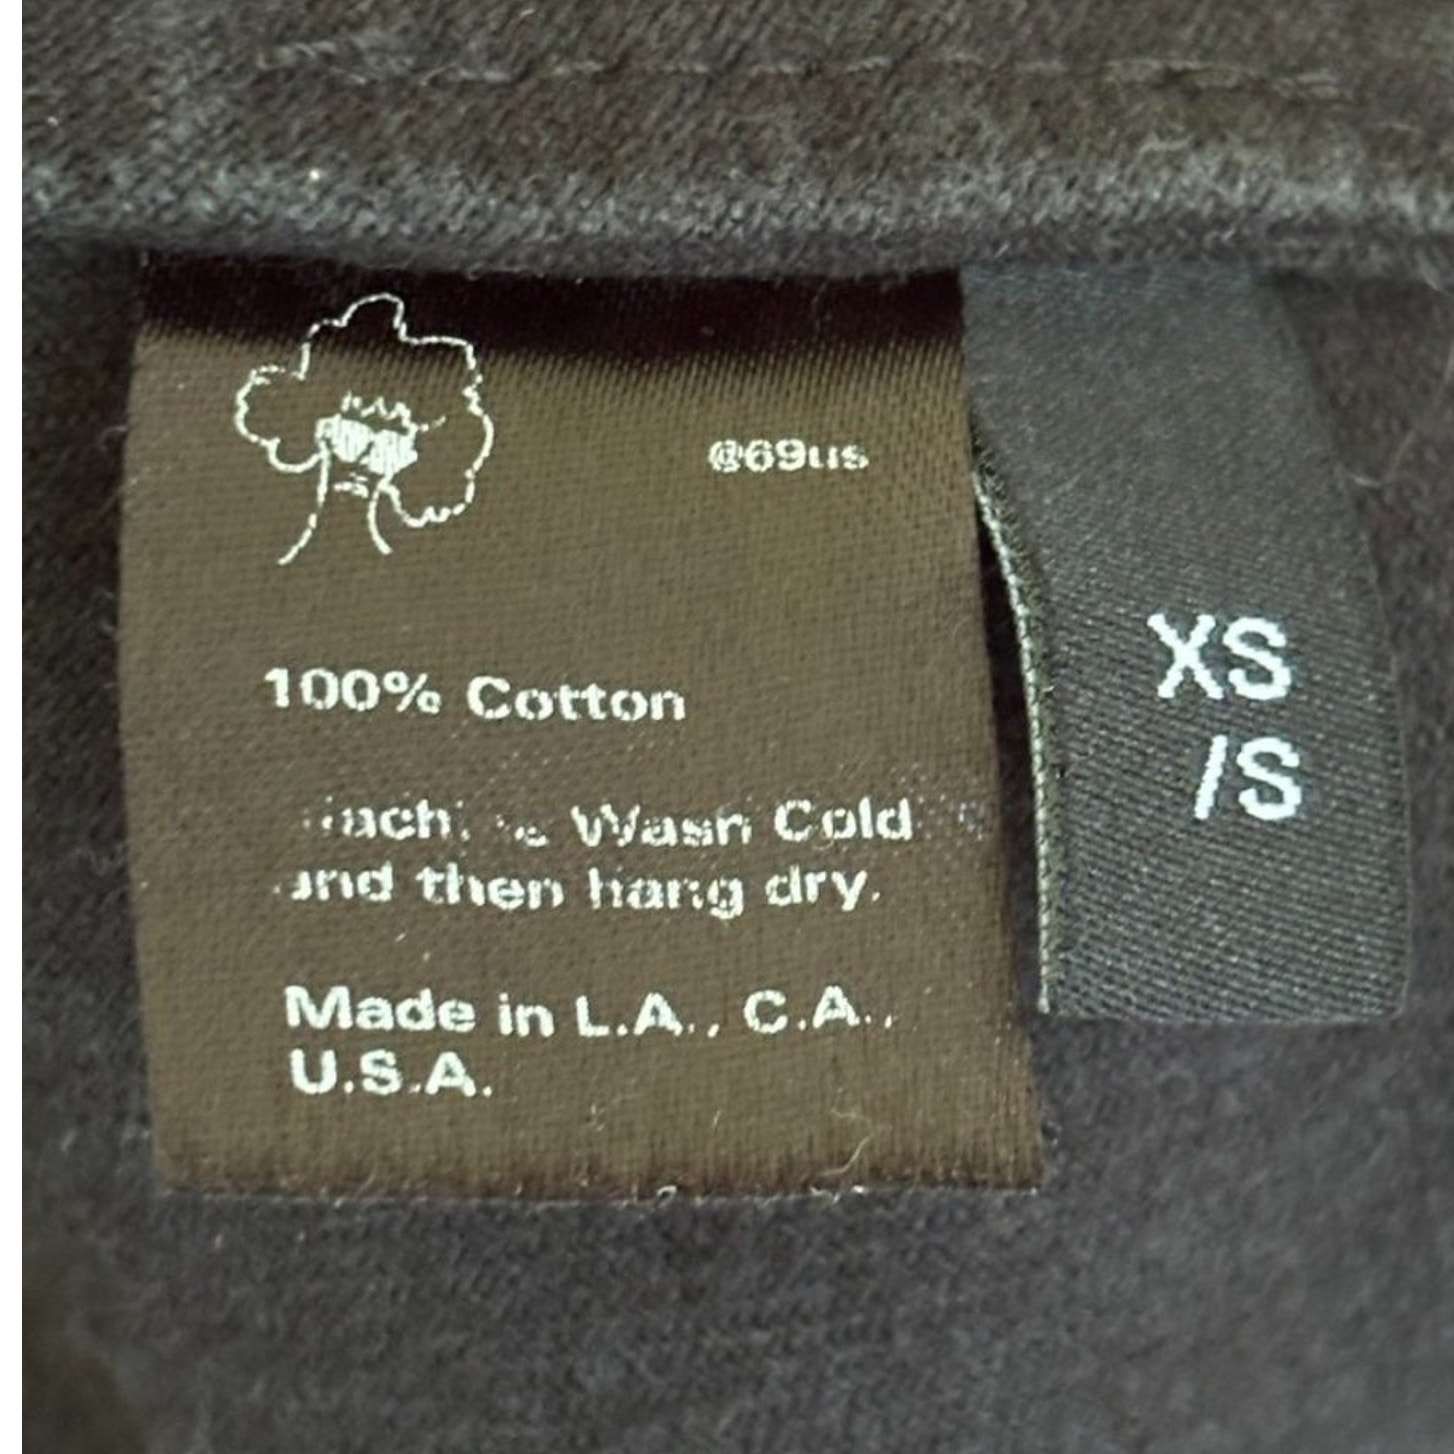 @69us
100% Cotton
Wash Cold
and then hang dry.
Made in L.A., C.A.,
U.S.A.
XS
/S